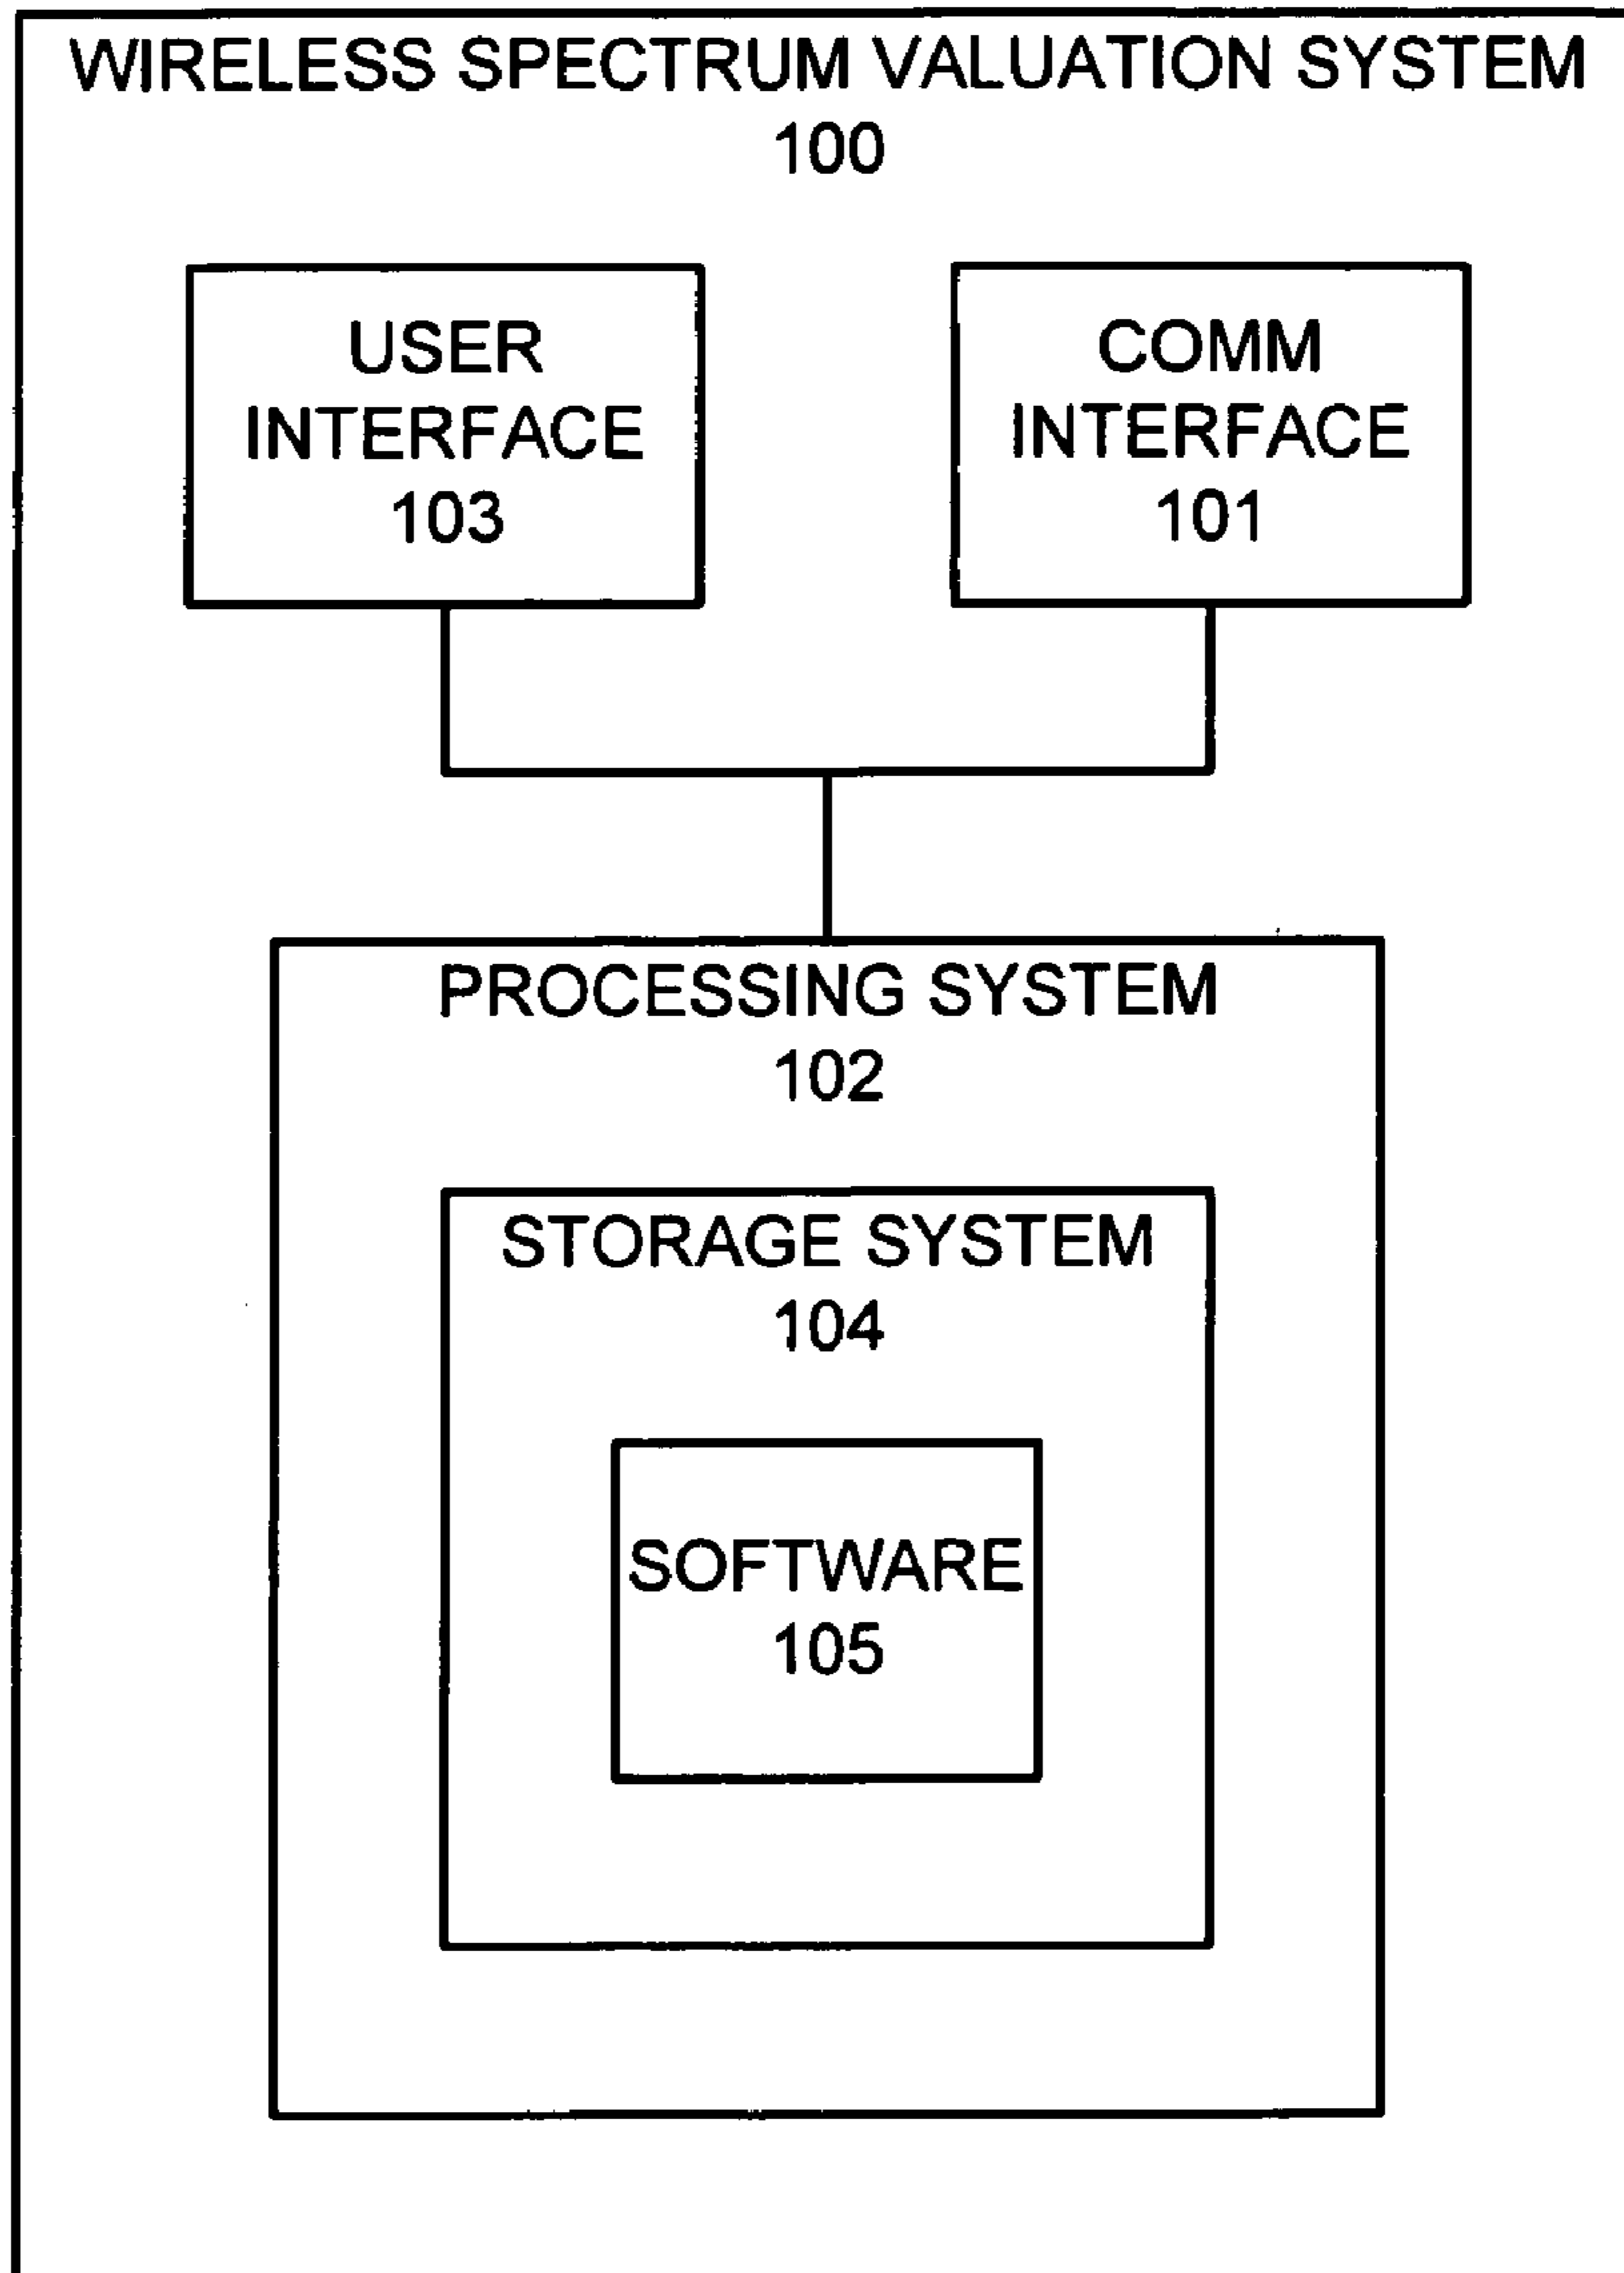 WIRELESS SPECTRUM VALUATION SYSTEM
100
USER
INTERFACE
103
COMM
INTERFACE
101
PROCESSING SYSTEM
102
STORAGE SYSTEM
104
SOFTWARE
105